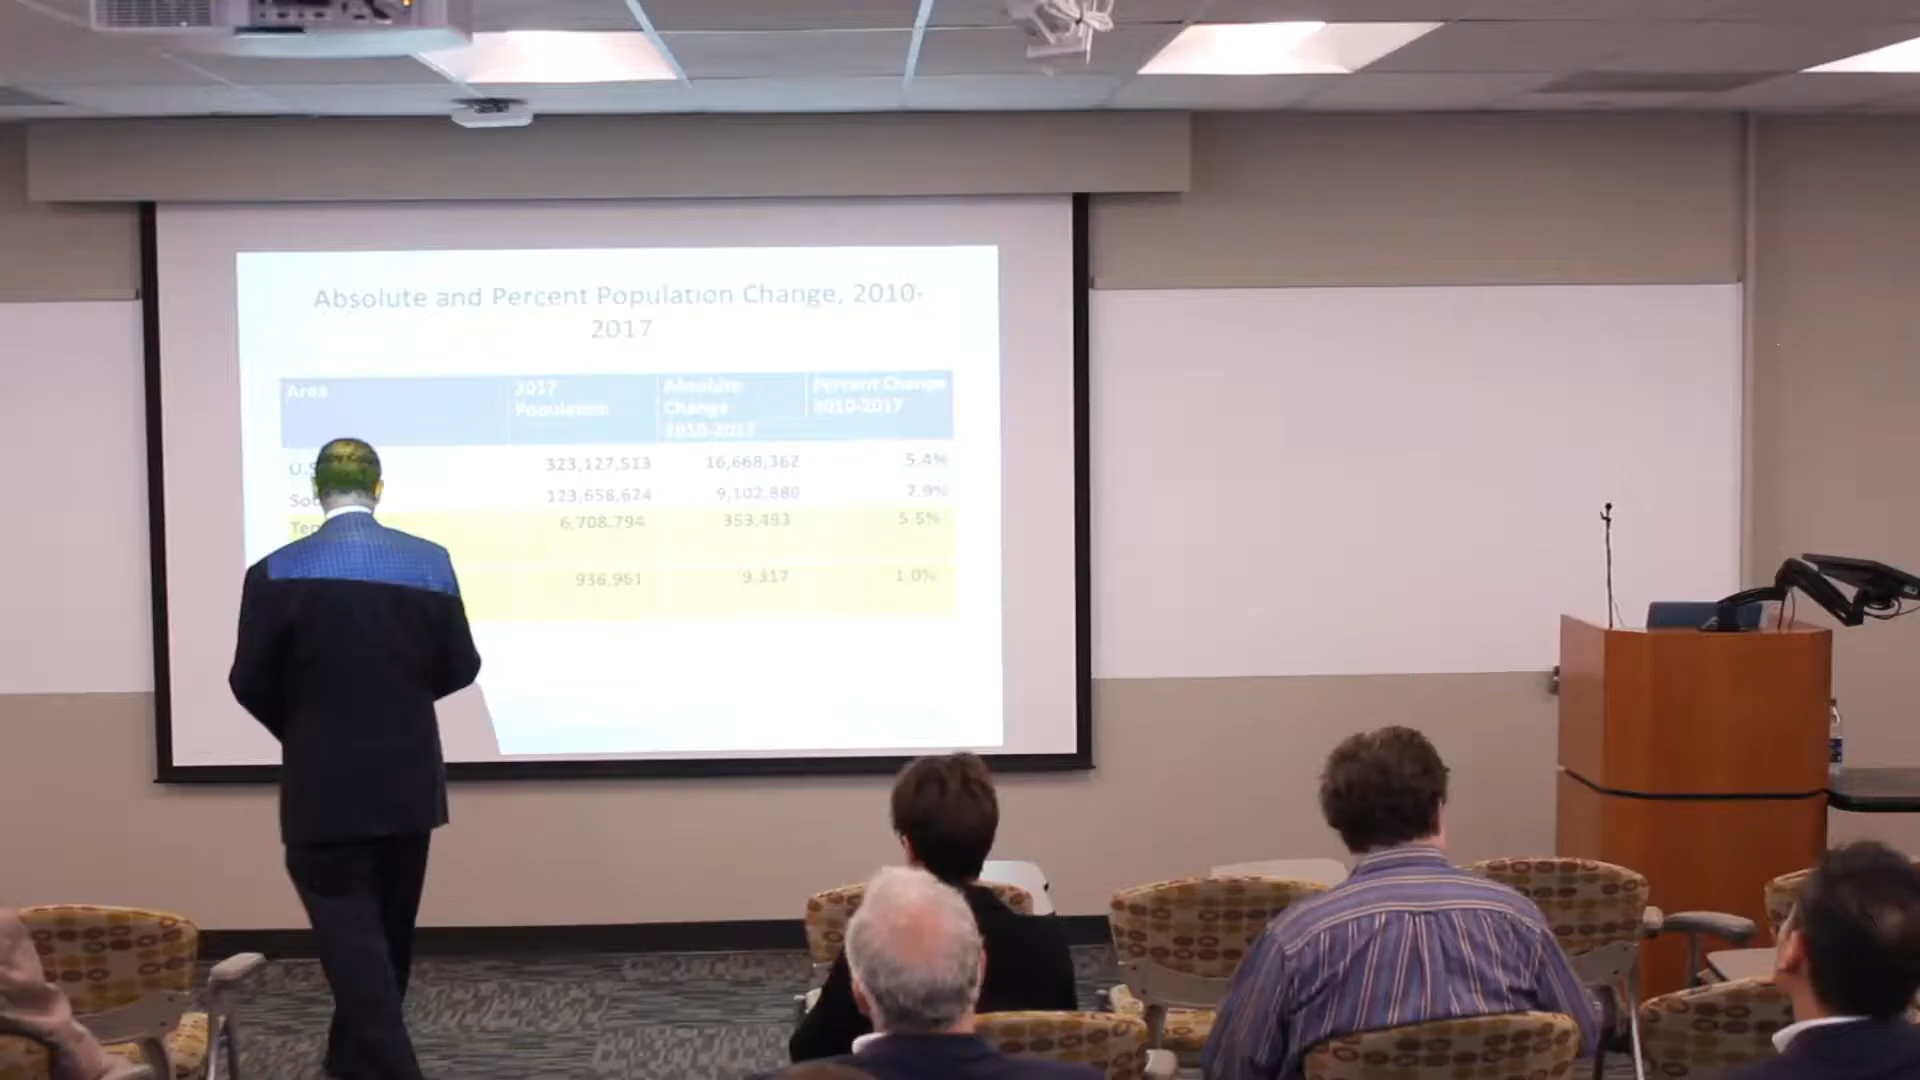 Absolute and Percent Population Change, 2010-
2017
Area 2017 Absolute Percent Change
Population Change 2010-2017
2010-2017
U.S 323,127,513 16,668,362 5.4%
Sou 123,658,624 9,102,880 7.9%
Ten 6,708,794 353,493 5.5%
936,961 9,317 1.0%